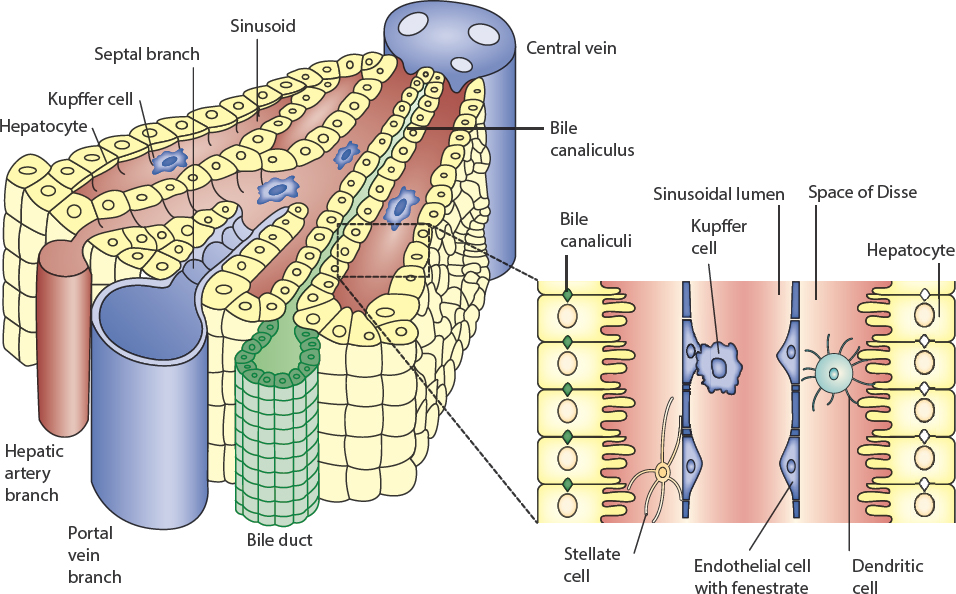 Sinusoid
Septal branch
Central vein
Kupffer cell
Hepatocyte
Bile
canaliculus
Sinusoidal lumen
Space of Disse
Bile
canaliculi
Kupffer
cell
Hepatocyte
Hepatic
artery
branch
Portal
vein
branch
Bile duct
Stellate
cell
Endothelial cell
with fenestrate
Dendritic
cell